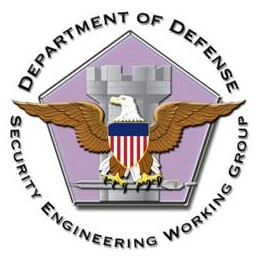 DEPARTMENT OF DEFENSE
SECURITY ENGINEERING WORKING GROUP